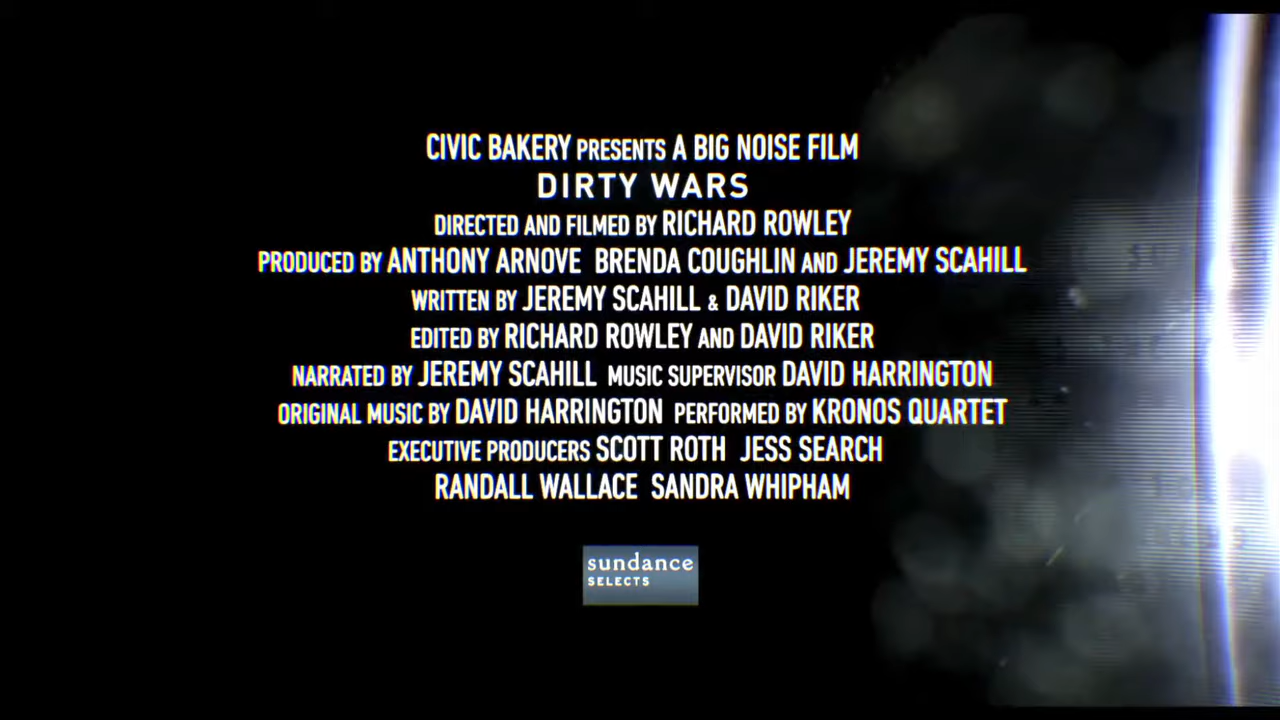 CIVIC BAKERY PRESENTS A BIG NOISE FILM
DIRTY WARS
DIRECTED AND FILMED BY RICHARD ROWLEY
PRODUCED BY ANTHONY ARNOVE BRENDA COUGHLIN AND JEREMY SCAHILL
WRITTEN BY JEREMY SCAHILL & DAVID RIKER
EDITED BY RICHARD ROWLEY AND DAVID RIKER
NARRATED BY JEREMY SCAHILL MUSIC SUPERVISOR DAVID HARRINGTON
ORIGINAL MUSIC BY DAVID HARRINGTON PERFORMED BY KRONOS QUARTET
EXECUTIVE PRODUCERS SCOTT ROTH JESS SEARCH
RANDALL WALLACE SANDRA WHIPHAM
sundance
SELECTS